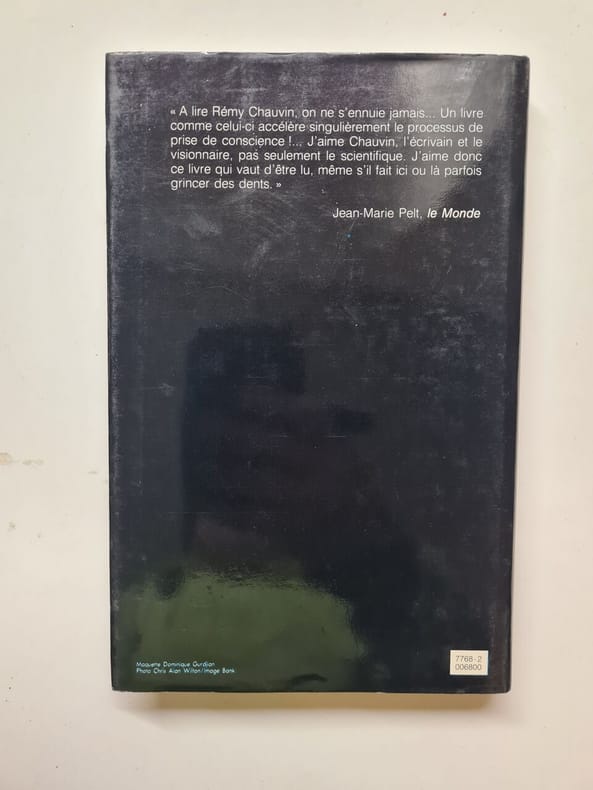 « A lire Rémy Chauvin, on ne s'ennuie jamais... Un livre
comme celui-ci accélère singulièrement le processus de
prise de conscience !... J'aime Chauvin, l'écrivain et le
visionnaire, pas seulement le scientifique. J'aime donc
ce livre qui vaut d'être lu, même s'il fait ici ou là parfois
grincer des dents. »
Jean-Marie Pelt, le Monde
Maquette Dominique Gurdjian
Photo Chris Alan Wilton/Image Bank
7768-2
006800